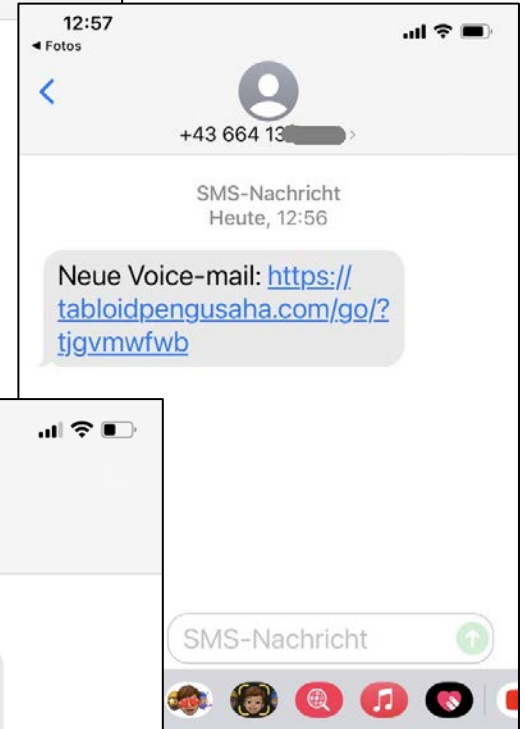 12:57
◀ Fotos
+43 664 13
SMS-Nachricht
Heute, 12:56
Neue Voice-mail: https://
tabloidpengusaha.com/go/?
tjgvmwfwb
SMS-Nachricht